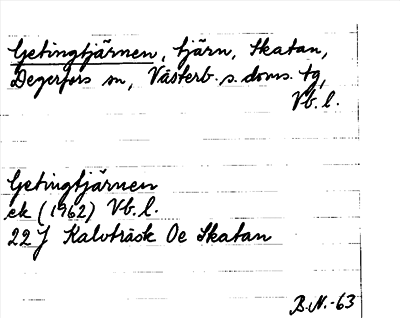 Getingtjärnen, tjärn, Skatan,
Degerfors sn, Västerb. s. doms. tg,
Vb. l.
Getingtjärnen
ek (1962) Vb. l.
22 J Kalvträsk Oe Skatan
B.N.-63